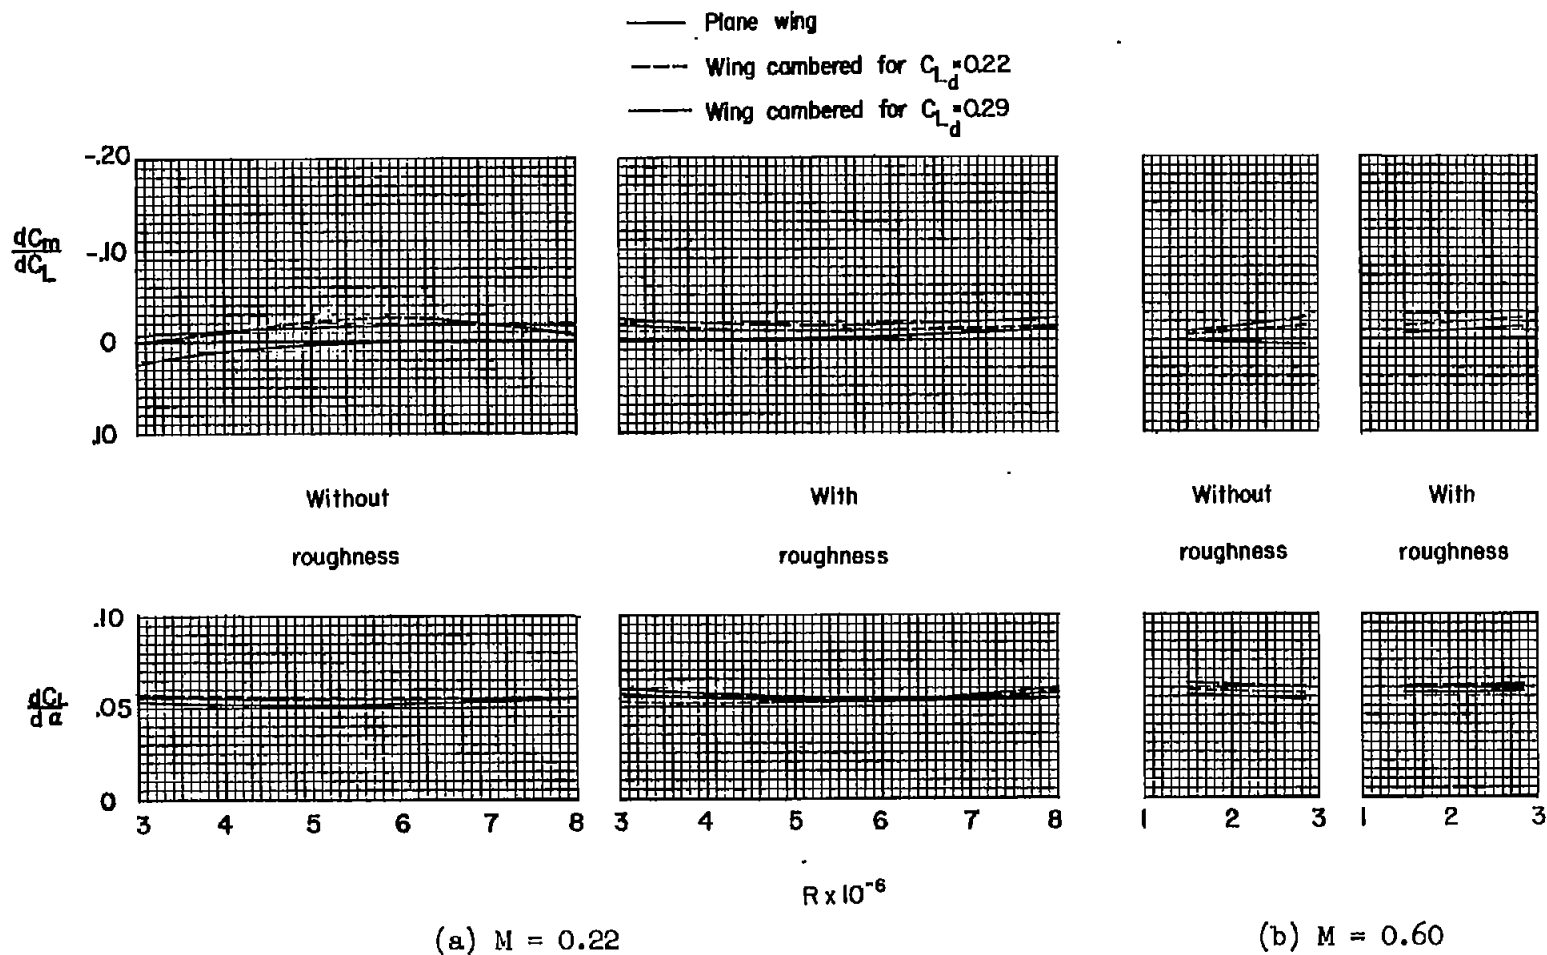 Plane wing
Wing cambered for C_L_d=0.22
Wing cambered for C_L_d=0.29
-.20
-.10
0
.10
dC_m
dC_L
Without
roughness
With
roughness
Without
roughness
With
roughness
.10
.05
0
dC_L
dα
3 4 5 6 7 8
3 4 5 6 7 8
1 2 3
1 2 3
R x 10^-6
(a) M = 0.22
(b) M = 0.60